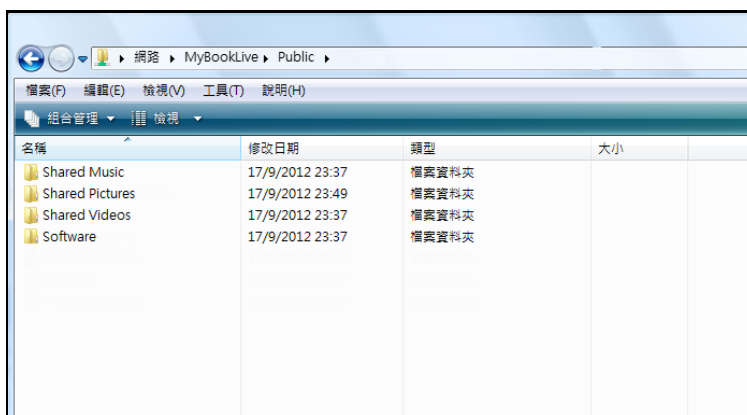 網路 MyBookLive Public
檔案(F) 編輯(E) 檢視(V) 工具(T) 說明(H)
組合管理 檢視
名稱 修改日期 類型 大小
Shared Music 17/9/2012 23:37 檔案資料夾
Shared Pictures 17/9/2012 23:49 檔案資料夾
Shared Videos 17/9/2012 23:37 檔案資料夾
Software 17/9/2012 23:37 檔案資料夾